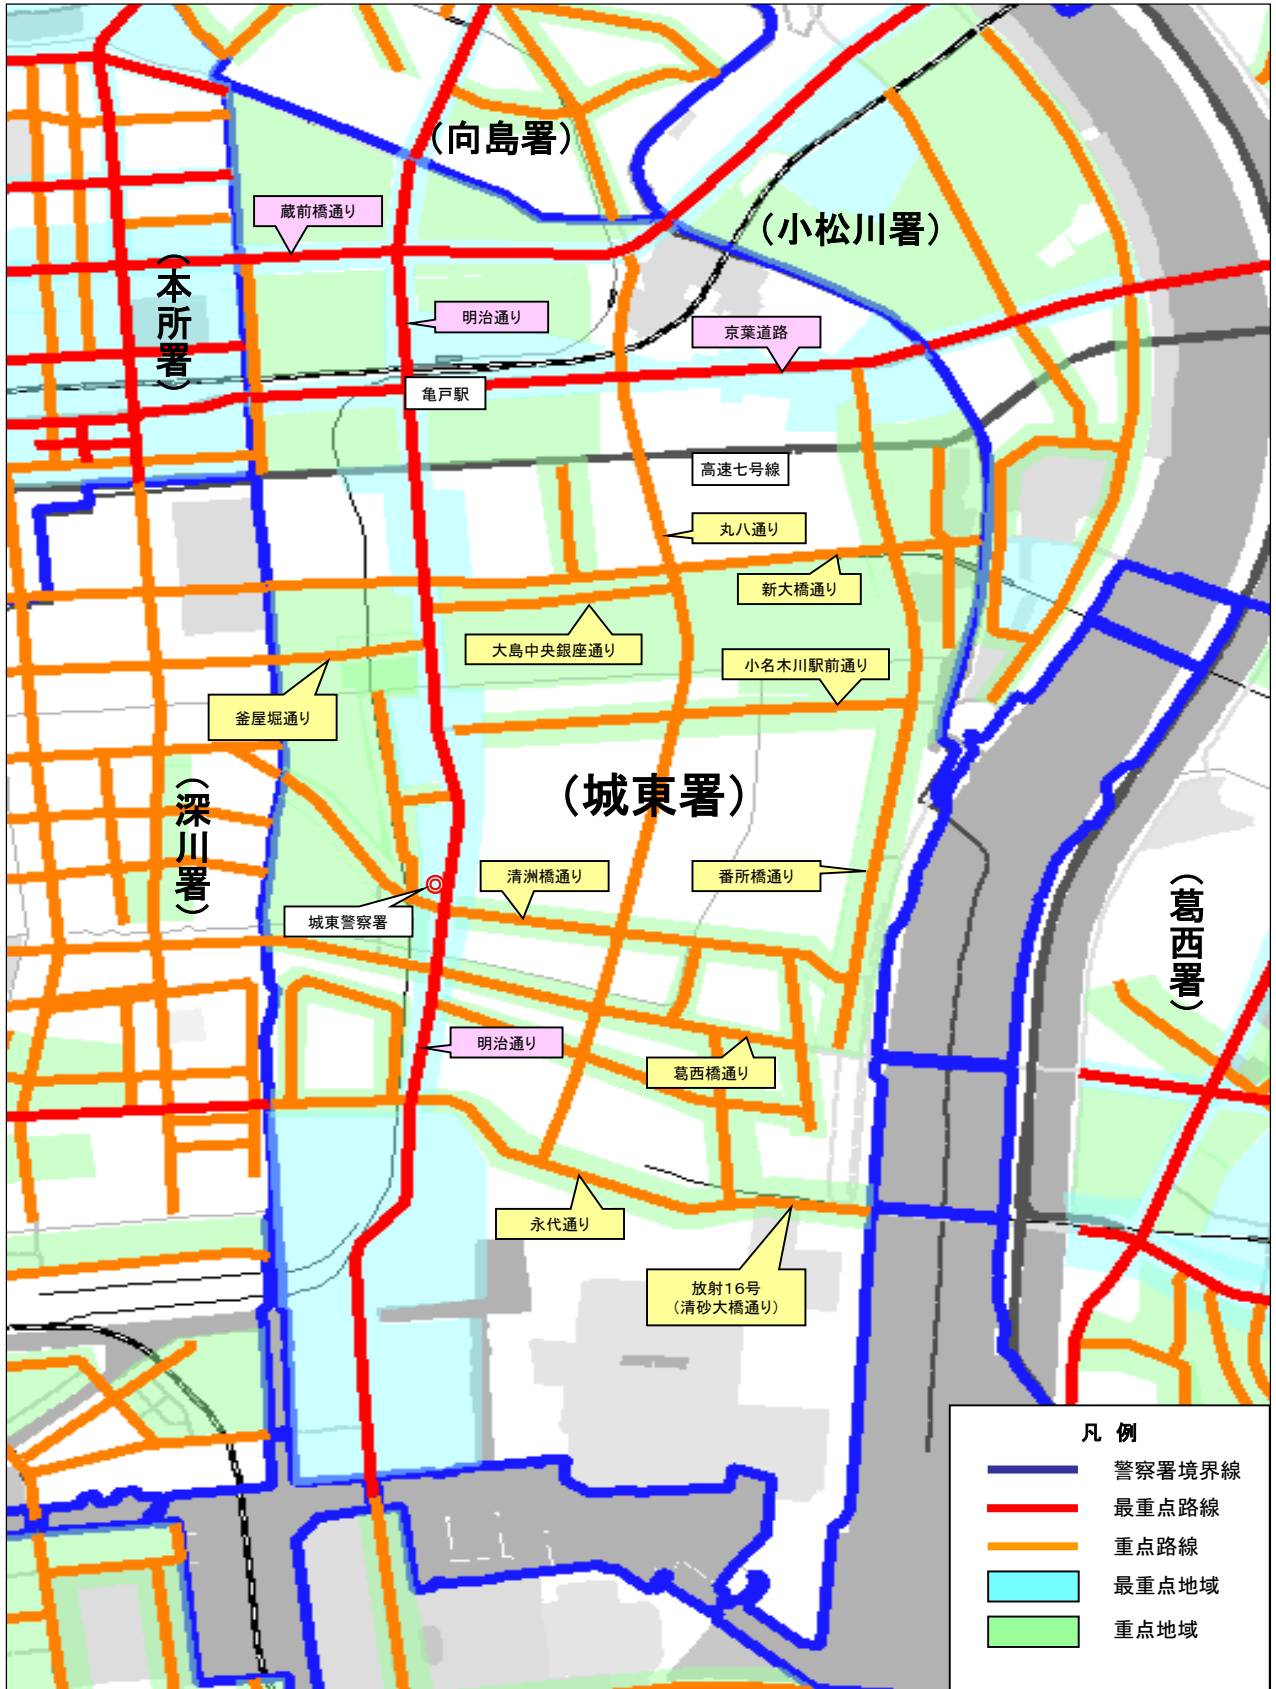 （向島署）
蔵前橋通り
（小松川署）
（本所署）
明治通り
京葉道路
亀戸駅
高速七号線
丸八通り
新大橋通り
大島中央銀座通り
小名木川駅前通り
釜屋堀通り
（城東署）
（深川署）
清洲橋通り
番所橋通り
城東警察署
（葛西署）
明治通り
葛西橋通り
永代通り
放射１６号
（清砂大橋通り）
凡 例
警察署境界線
最重点路線
重点路線
最重点地域
重点地域